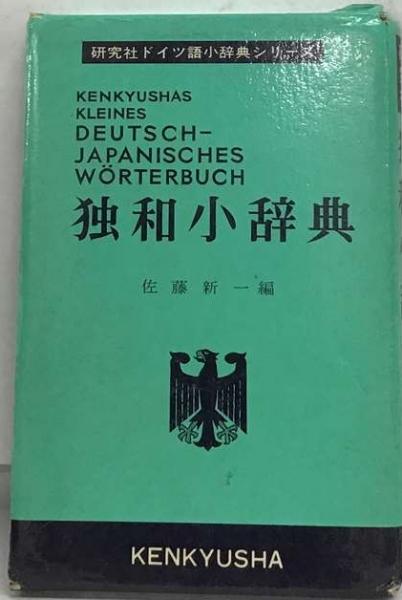 研究社ドイツ語小辞典シリーズ
KENKYUSHAS
KLEINES
DEUTSCH-
JAPANISCHES
WÖRTERBUCH
独和小辞典
佐藤新一編
KENKYUSHA